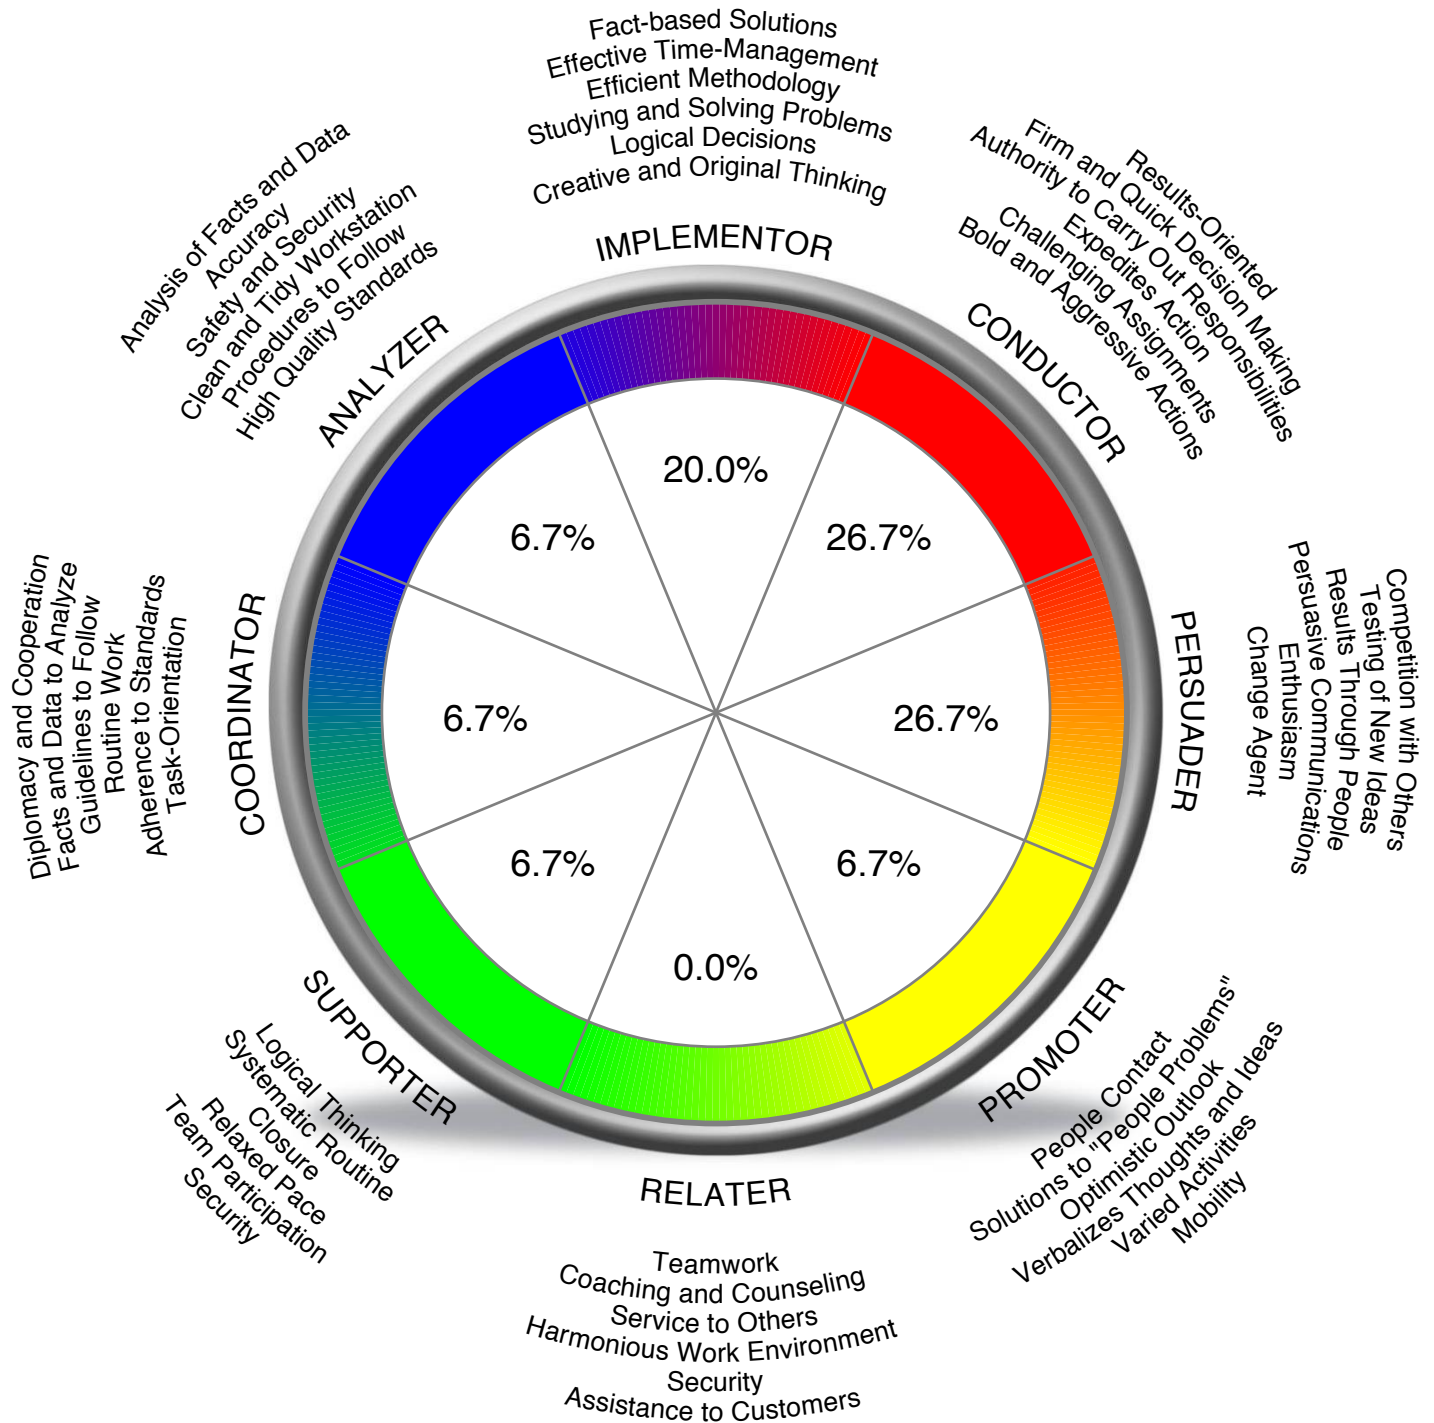 Fact-based Solutions
Effective Time-Management
Efficient Methodology
Studying and Solving Problems
Logical Decisions
Creative and Original Thinking
IMPLEMENTOR
20.0%
Results-Oriented
Firm and Quick Decision Making
Authority to Carry Out Responsibilities
Expedites Action
Challenging Assignments
Bold and Aggressive Actions
CONDUCTOR
26.7%
Competition with Others
Testing of New Ideas
Results Through People
Persuasive Communications
Enthusiasm
Change Agent
PERSUADER
26.7%
PROMOTER
6.7%
People Contact
Solutions to "People Problems"
Optimistic Outlook
Verbalizes Thoughts and Ideas
Varied Activities
Mobility
0.0%
RELATER
Teamwork
Coaching and Counseling
Service to Others
Harmonious Work Environment
Security
Assistance to Customers
6.7%
SUPPORTER
Logical Thinking
Systematic Routine
Closure
Relaxed Pace
Team Participation
Security
Diplomacy and Cooperation
Facts and Data to Analyze
Guidelines to Follow
Routine Work
Adherence to Standards
Task-Orientation
COORDINATOR
6.7%
Analysis of Facts and Data
Accuracy
Safety and Security
Clean and Tidy Workstation
Procedures to Follow
High Quality Standards
ANALYZER
6.7%